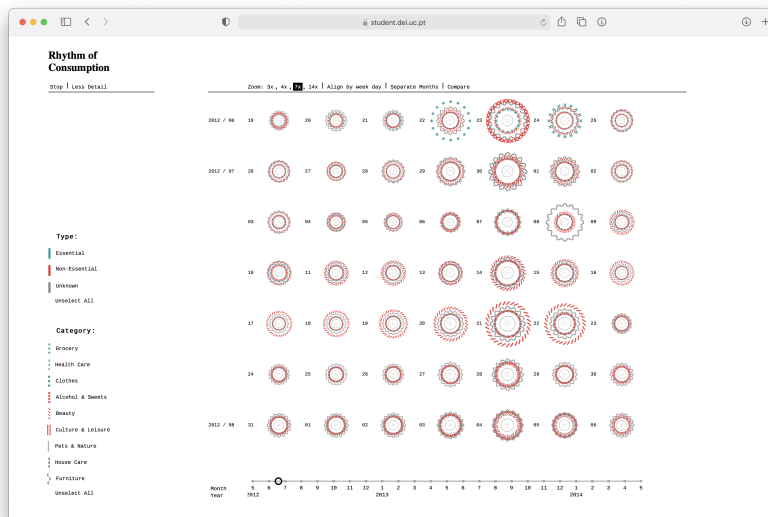 student.dei.uc.pt
Rhythm of
Consumption
Stop | Less Detail
Zoom: 3x, 4x, 7x, 14x | Align by week day | Separate Months | Compare
2012 / 06 19 20 21 22 23 24 25
2012 / 07 26 27 28 29 30 01 02
03 04 05 06 07 08 09
10 11 12 13 14 15 16
17 18 19 20 21 22 23
24 25 26 27 28 29 30
2012 / 08 31 01 02 03 04 05 06
Type:
Essential
Non-Essential
Unknown
Unselect All
Category:
Grocery
Health Care
Clothes
Alcohol & Sweets
Beauty
Culture & Leisure
Pets & Nature
House Care
Furniture
Unselect All
Month 5 6 7 8 9 10 11 12 1 2 3 4 5 6 7 8 9 10 11 12 1 2 3 4 5
Year 2012 2013 2014